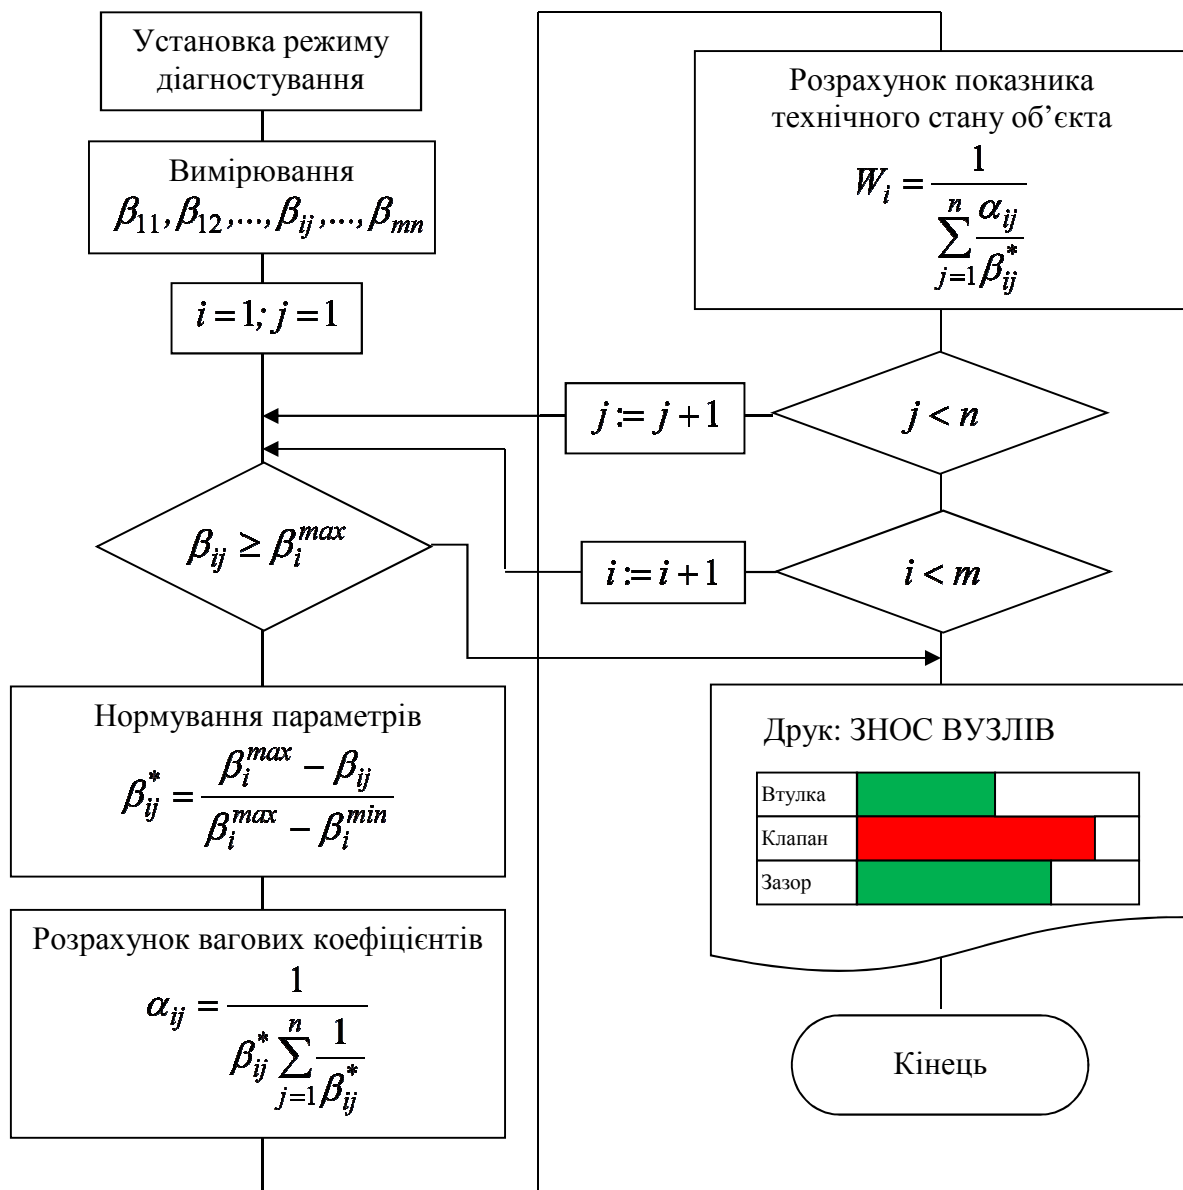 Установка режиму
діагностування
Вимірювання
β₁₁, β₁₂,..., βᵢⱼ,..., βₘₙ
i = 1; j = 1
βᵢⱼ ≥ βᵢ^max
Нормування параметрів
βᵢⱼ* = (βᵢ^max − βᵢⱼ) / (βᵢ^max − βᵢ^min)
Розрахунок вагових коефіцієнтів
αᵢⱼ = 1 / (βᵢⱼ* ∑_{j=1}^{n} 1/βᵢⱼ*)
Розрахунок показника
технічного стану об’єкта
Wᵢ = 1 / (∑_{j=1}^{n} αᵢⱼ/βᵢⱼ*)
j < n
j := j + 1
i < m
i := i + 1
Друк: ЗНОС ВУЗЛІВ
Втулка
Клапан
Зазор
Кінець